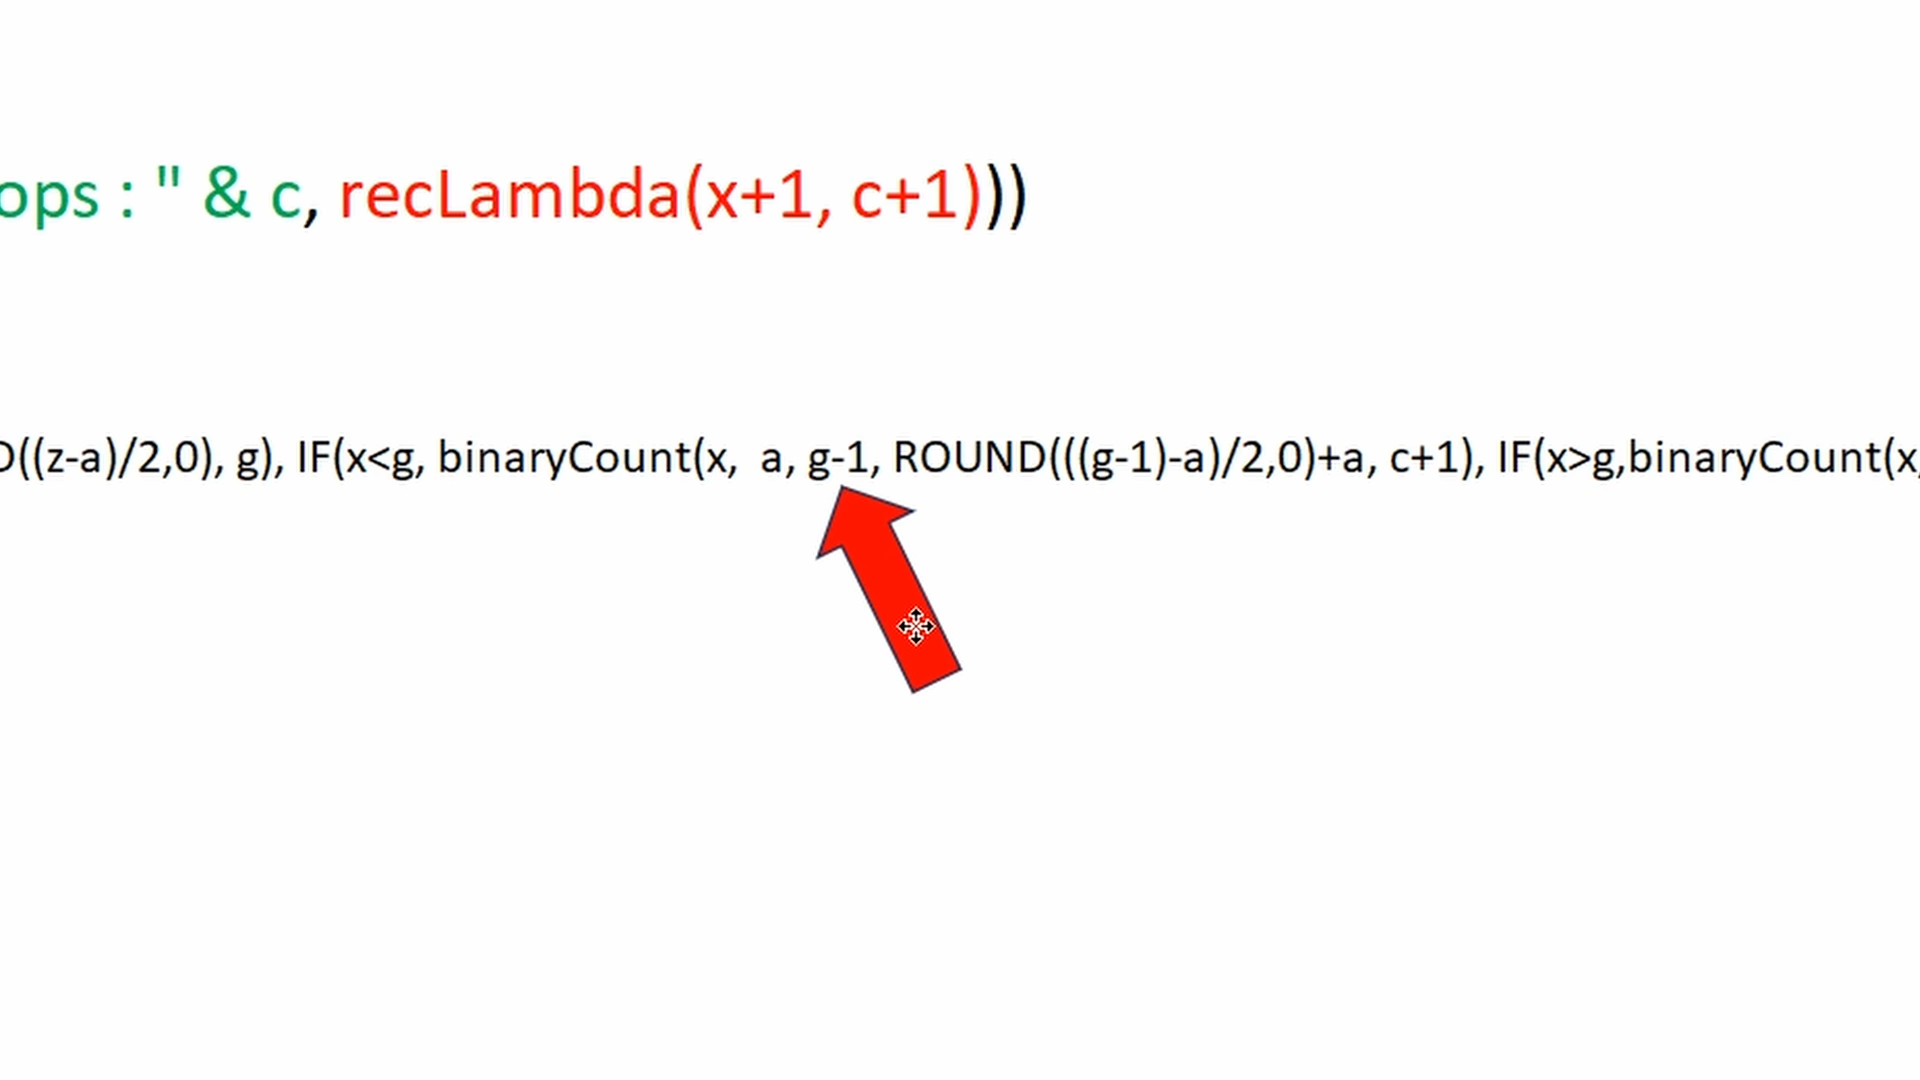 ops : " & c, recLambda(x+1, c+1)))
D((z-a)/2,0), g), IF(x<g, binaryCount(x,  a, g-1, ROUND(((g-1)-a)/2,0)+a, c+1), IF(x>g,binaryCount(x,